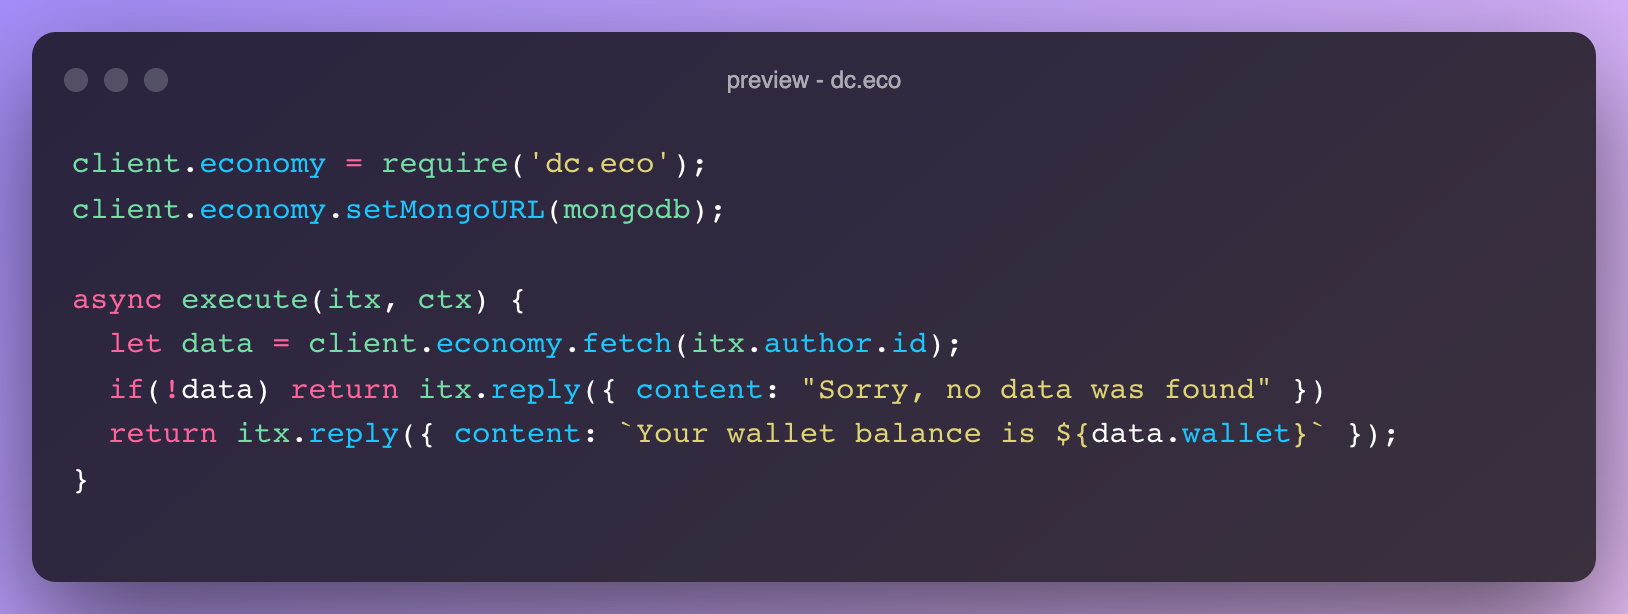 preview - dc.eco
client.economy = require('dc.eco');
client.economy.setMongoURL(mongodb);
async execute(itx, ctx) {
  let data = client.economy.fetch(itx.author.id);
  if(!data) return itx.reply({ content: "Sorry, no data was found" })
  return itx.reply({ content: `Your wallet balance is ${data.wallet}` });
}